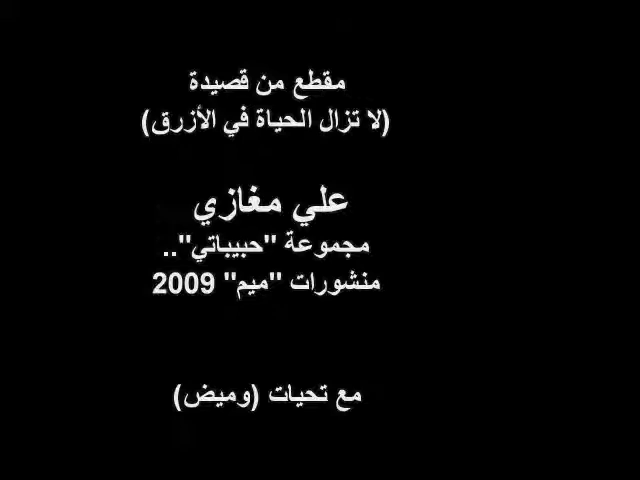 مقطع من قصيدة
(لا تزال الحياة في الأزرق)
علي مغازي
مجموعة "حبيباتي"..
منشورات "ميم" 2009
مع تحيات (وميض)